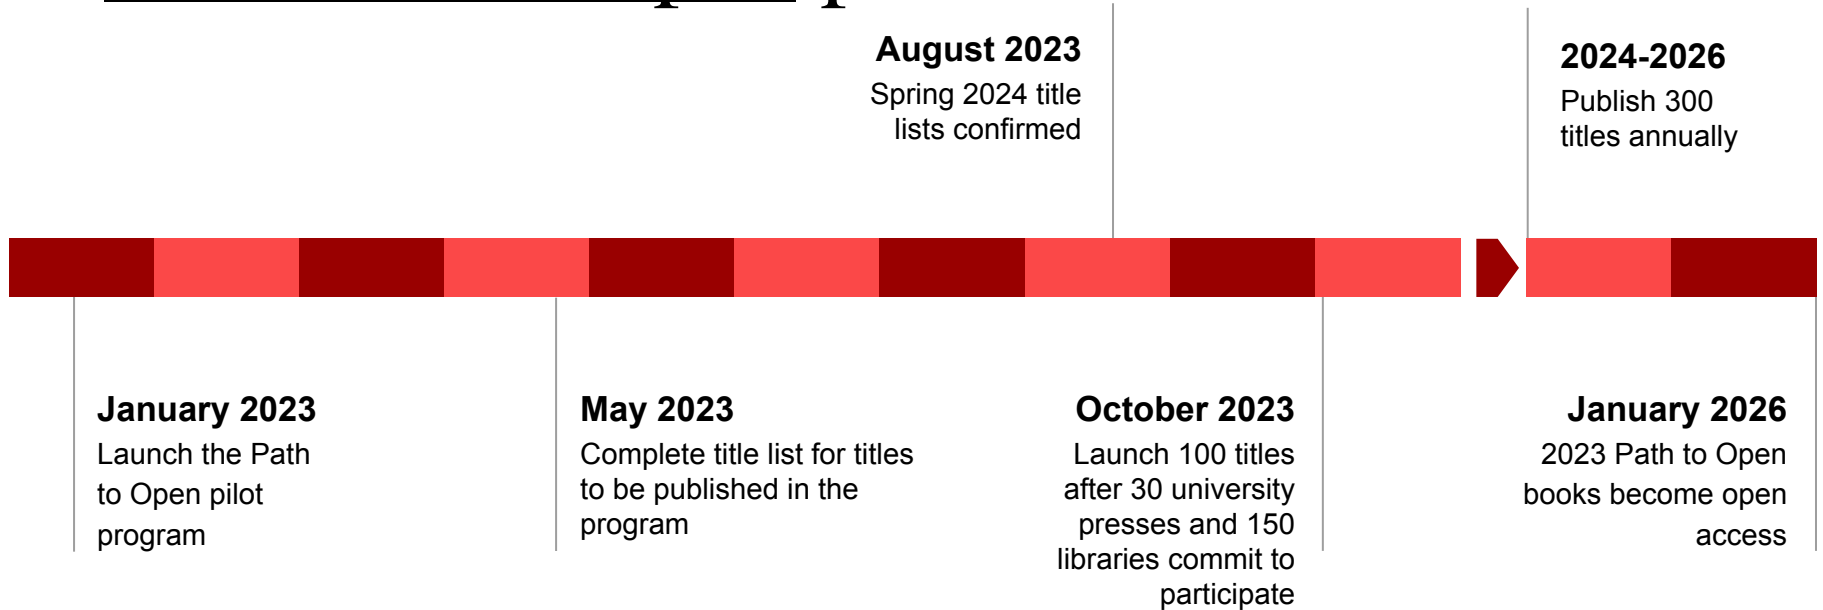 August 2023
Spring 2024 title
lists confirmed
2024-2026
Publish 300
titles annually
January 2023
Launch the Path
to Open pilot
program
May 2023
Complete title list for titles
to be published in the
program
October 2023
Launch 100 titles
after 30 university
presses and 150
libraries commit to
participate
January 2026
2023 Path to Open
books become open
access